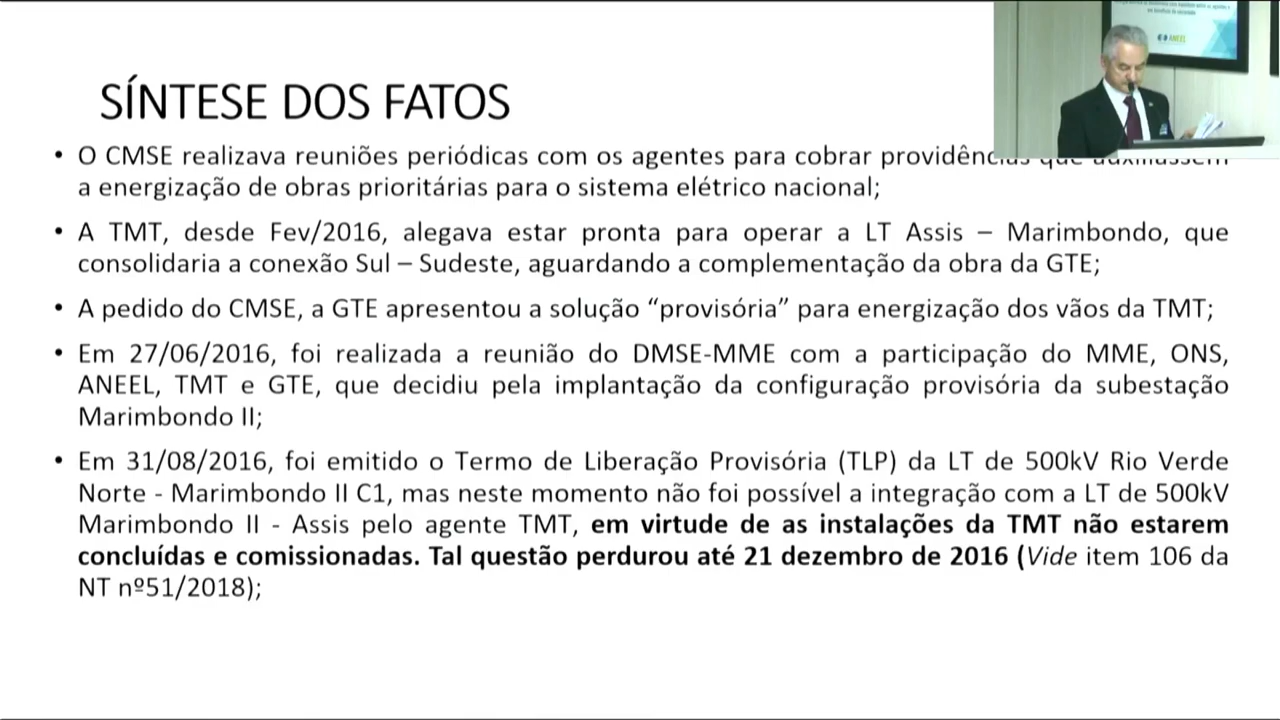 SÍNTESE DOS FATOS
• O CMSE realizava reuniões periódicas com os agentes para cobrar providências que auxiliassem
a energização de obras prioritárias para o sistema elétrico nacional;
• A TMT, desde Fev/2016, alegava estar pronta para operar a LT Assis – Marimbondo, que
consolidaria a conexão Sul – Sudeste, aguardando a complementação da obra da GTE;
• A pedido do CMSE, a GTE apresentou a solução “provisória” para energização dos vãos da TMT;
• Em 27/06/2016, foi realizada a reunião do DMSE-MME com a participação do MME, ONS,
ANEEL, TMT e GTE, que decidiu pela implantação da configuração provisória da subestação
Marimbondo II;
• Em 31/08/2016, foi emitido o Termo de Liberação Provisória (TLP) da LT de 500kV Rio Verde
Norte - Marimbondo II C1, mas neste momento não foi possível a integração com a LT de 500kV
Marimbondo II - Assis pelo agente TMT, em virtude de as instalações da TMT não estarem
concluídas e comissionadas. Tal questão perdurou até 21 dezembro de 2016 (Vide item 106 da
NT nº51/2018);
ANEEL